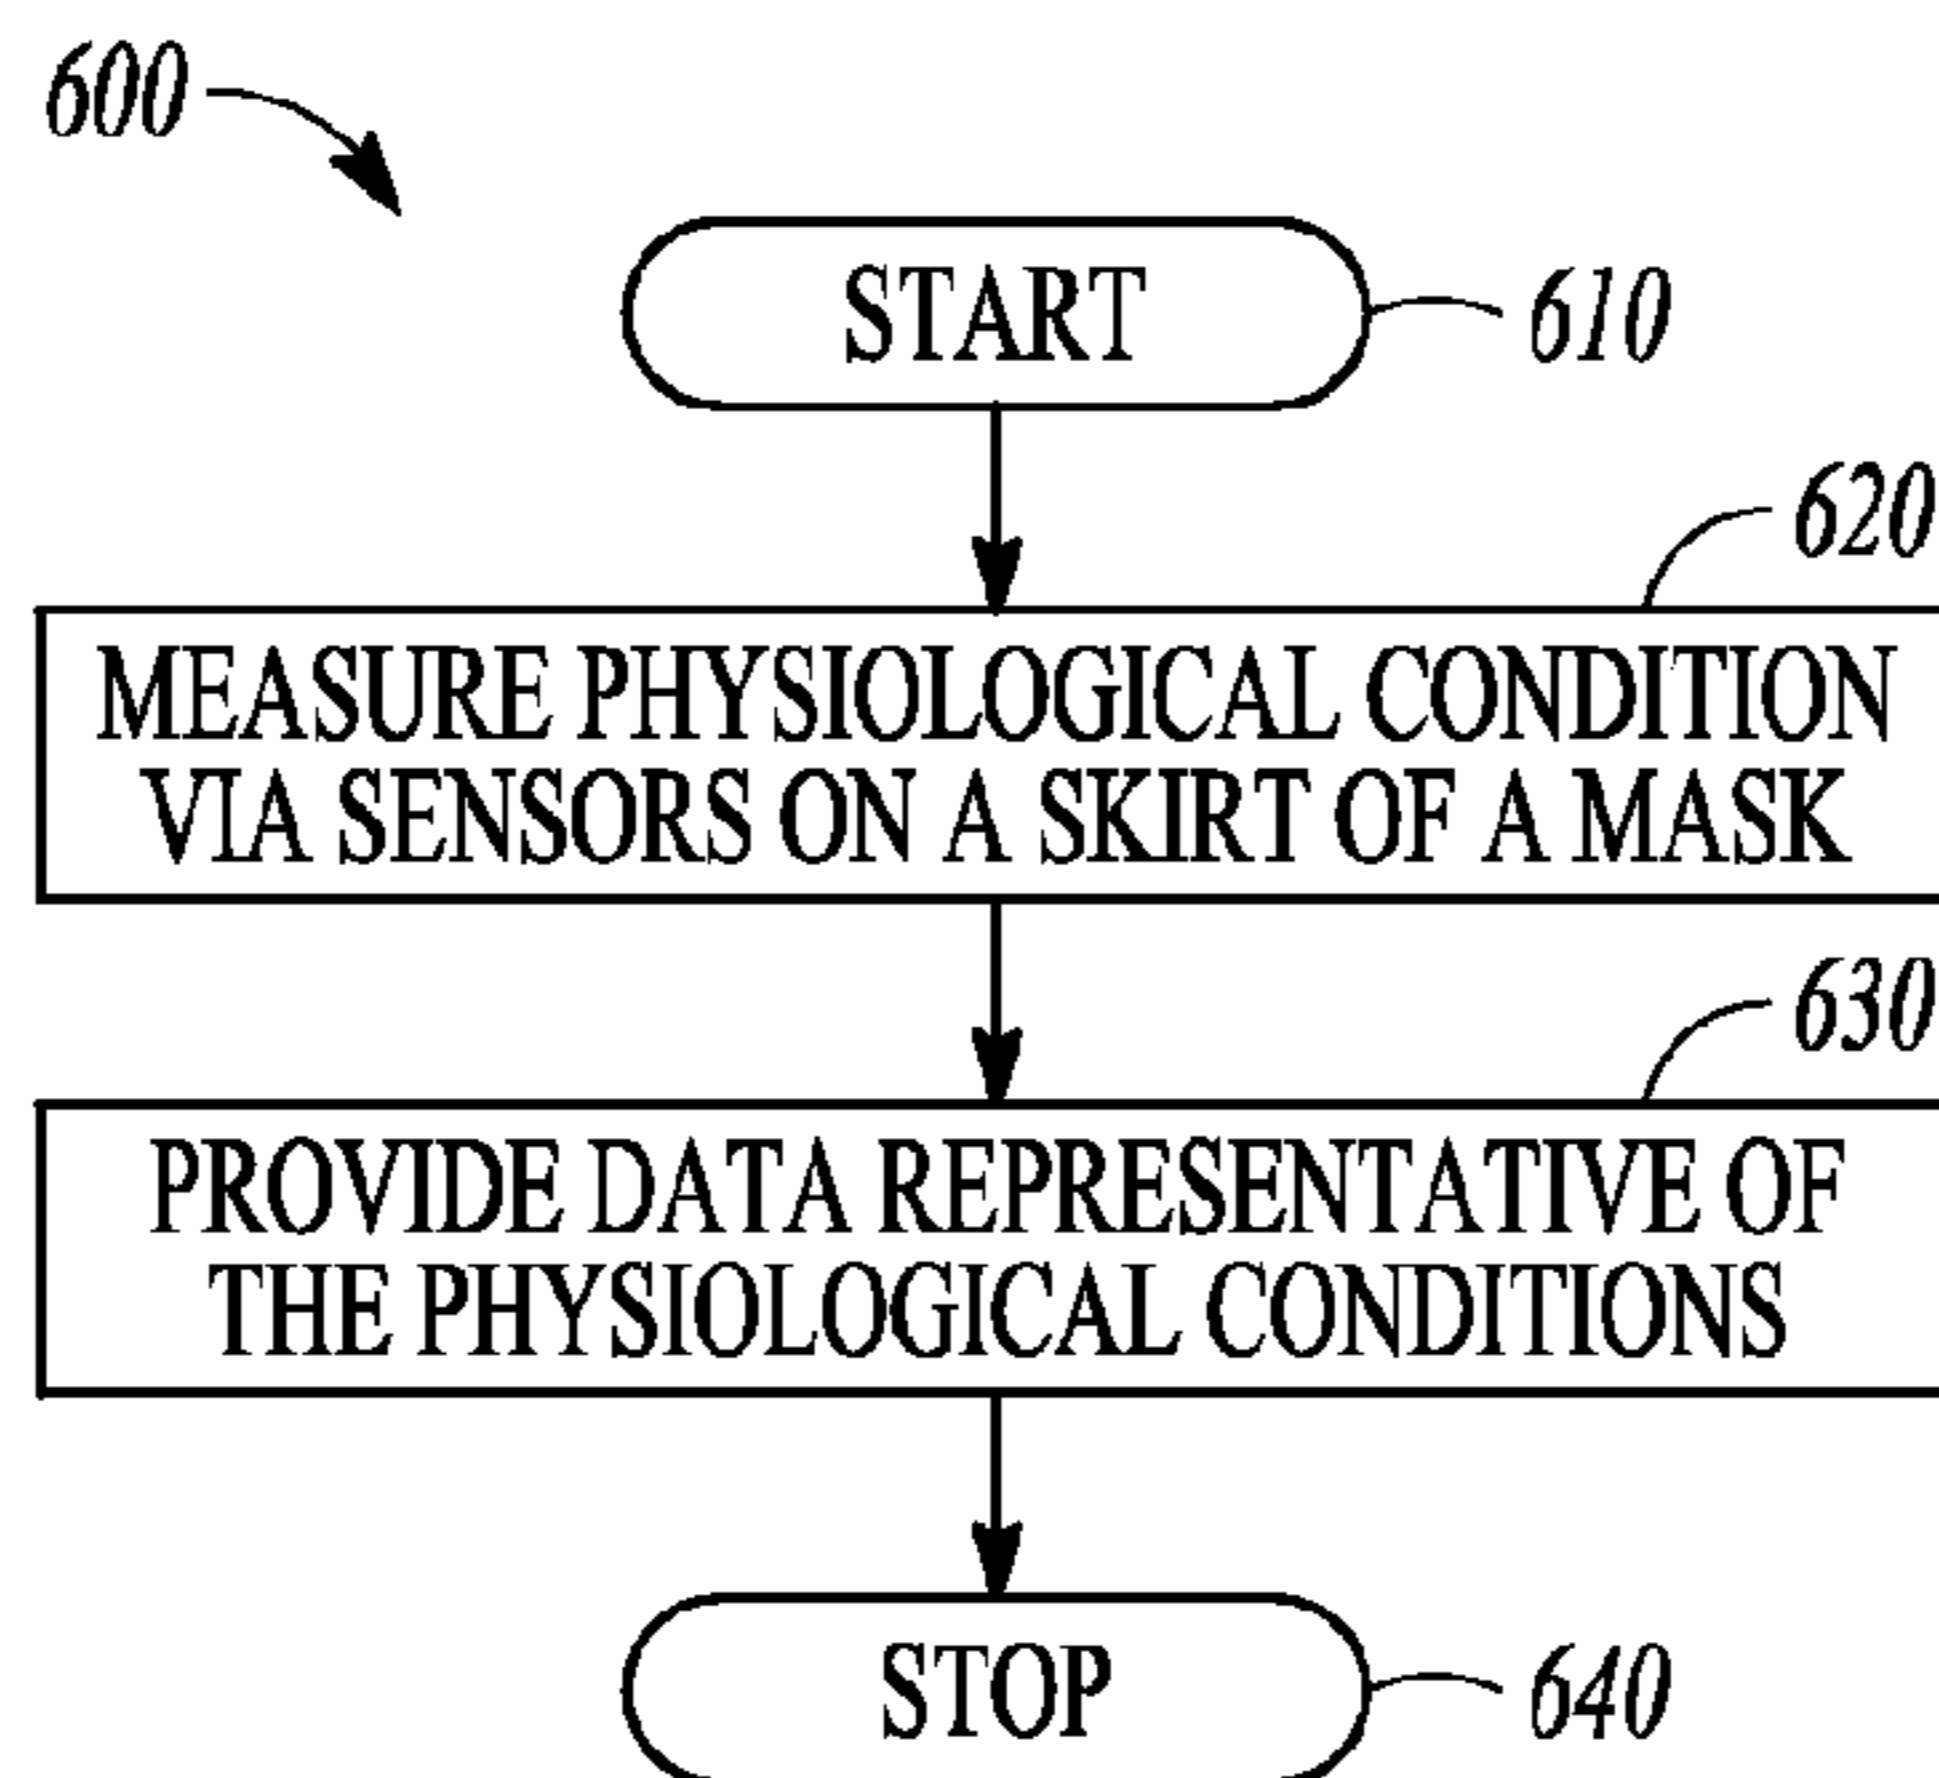 600
START
610
620
MEASURE PHYSIOLOGICAL CONDITION
VIA SENSORS ON A SKIRT OF A MASK
630
PROVIDE DATA REPRESENTATIVE OF
THE PHYSIOLOGICAL CONDITIONS
STOP
640